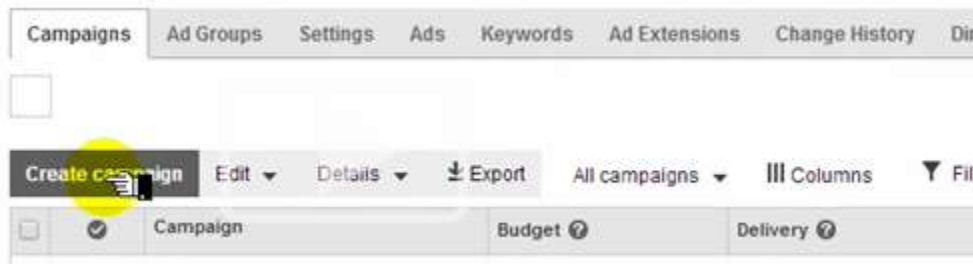 Campaigns Ad Groups Settings Ads Keywords Ad Extensions Change History
Create campaign Edit Details Export All campaigns Columns
Campaign Budget Delivery